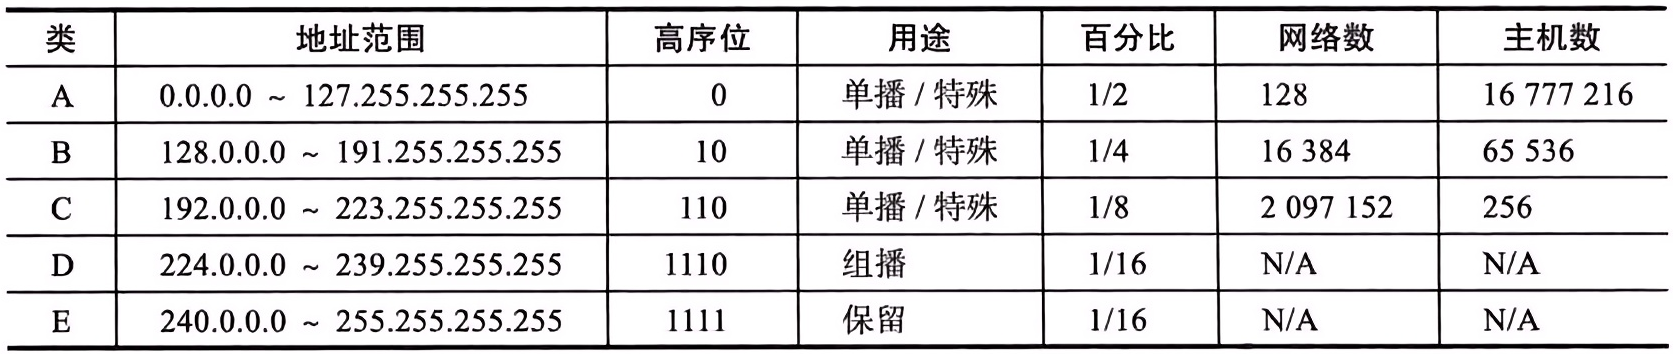 类 地址范围 高序位 用途 百分比 网络数 主机数
A 0.0.0.0 ~ 127.255.255.255 0 单播 / 特殊 1/2 128 16 777 216
B 128.0.0.0 ~ 191.255.255.255 10 单播 / 特殊 1/4 16 384 65 536
C 192.0.0.0 ~ 223.255.255.255 110 单播 / 特殊 1/8 2 097 152 256
D 224.0.0.0 ~ 239.255.255.255 1110 组播 1/16 N/A N/A
E 240.0.0.0 ~ 255.255.255.255 1111 保留 1/16 N/A N/A